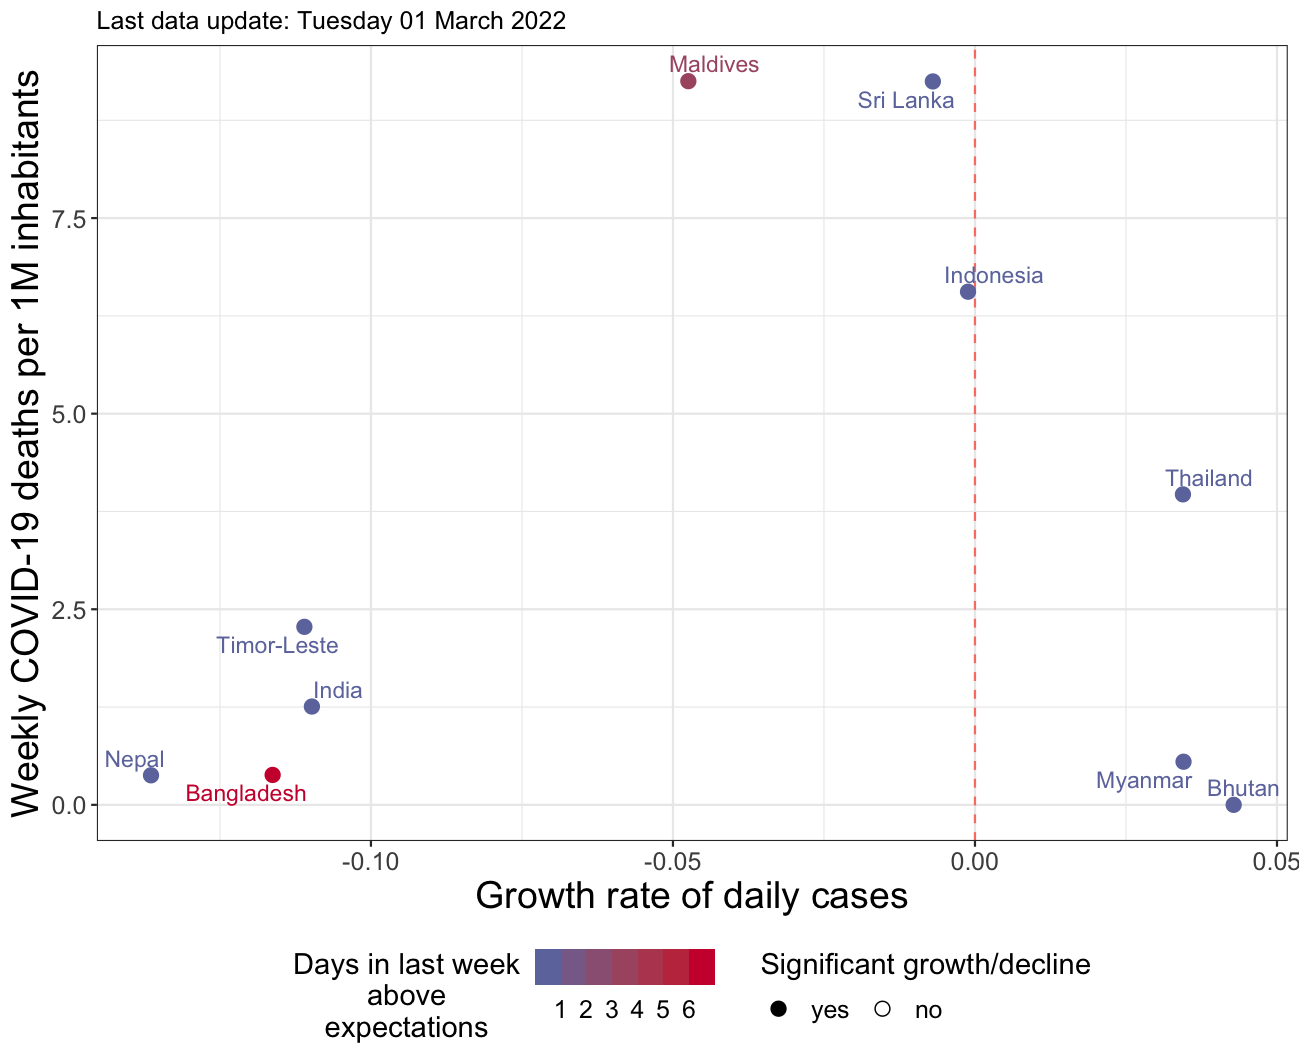 Last data update: Tuesday 01 March 2022
Weekly COVID-19 deaths per 1M inhabitants
Maldives
Sri Lanka
7.5
Indonesia
5.0
Thailand
2.5
Timor-Leste
India
Nepal
Bangladesh
Myanmar
Bhutan
0.0
-0.10
-0.05
0.00
0.05
Growth rate of daily cases
Days in last week
above
expectations
1 2 3 4 5 6
Significant growth/decline
yes
no